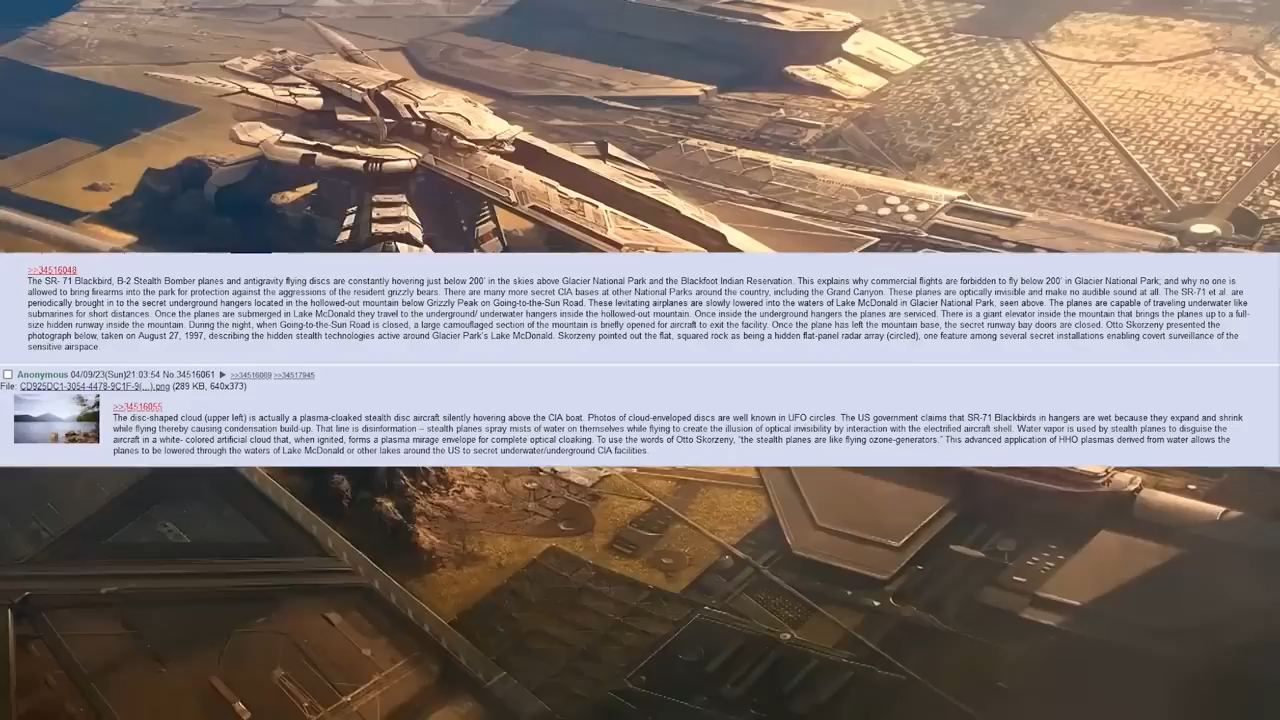 >>34516048
The SR- 71 Blackbird, B-2 Stealth Bomber planes and antigravity flying discs are constantly hovering just below 200' in the skies above Glacier National Park and the Blackfoot Indian Reservation. This explains why commercial flights are forbidden to fly below 200' in Glacier National Park; and why no one is
allowed to bring firearms into the park for protection against the aggressions of the resident grizzly bears. There are many more secret CIA bases at other National Parks around the country, including the Grand Canyon. These planes are optically invisible and make no audible sound at all. The SR-71 et al. are
periodically brought in to the secret underground hangers located in the hollowed-out mountain below Grizzly Peak on Going-to-the-Sun Road. These levitating airplanes are slowly lowered into the waters of Lake McDonald in Glacier National Park, seen above. The planes are capable of traveling underwater like
submarines for short distances. Once the planes are submerged in Lake McDonald they travel to the underground/ underwater hangers inside the hollowed-out mountain. Once inside the underground hangers the planes are serviced. There is a giant elevator inside the mountain that brings the planes up to a full-
size hidden runway inside the mountain. During the night, when Going-to-the-Sun Road is closed, a large camouflaged section of the mountain is briefly opened for aircraft to exit the facility. Once the plane has left the mountain base, the secret runway bay doors are closed. Otto Skorzeny presented the
photograph below, taken on August 27, 1997, describing the hidden stealth technologies active around Glacier Park's Lake McDonald. Skorzeny pointed out the flat, squared rock as being a hidden flat-panel radar array (circled), one feature among several secret installations enabling covert surveillance of the
sensitive airspace.
Anonymous 04/09/23(Sun)21:03:54 No.34516061 ▶ >>34516069 >>34517945
File: CD925DC1-3054-4478-9C1F-9(...).png (289 KB, 640x373)
>>34516055
The disc-shaped cloud (upper left) is actually a plasma-cloaked stealth disc aircraft silently hovering above the CIA boat. Photos of cloud-enveloped discs are well known in UFO circles. The US government claims that SR-71 Blackbirds in hangers are wet because they expand and shrink
while flying thereby causing condensation build-up. That line is disinformation – stealth planes spray mists of water on themselves while flying to create the illusion of optical invisibility by interaction with the electrified aircraft shell. Water vapor is used by stealth planes to disguise the
aircraft in a white- colored artificial cloud that, when ignited, forms a plasma mirage envelope for complete optical cloaking. To use the words of Otto Skorzeny, "the stealth planes are like flying ozone-generators." This advanced application of HHO plasmas derived from water allows the
planes to be lowered through the waters of Lake McDonald or other lakes around the US to secret underwater/underground CIA facilities.